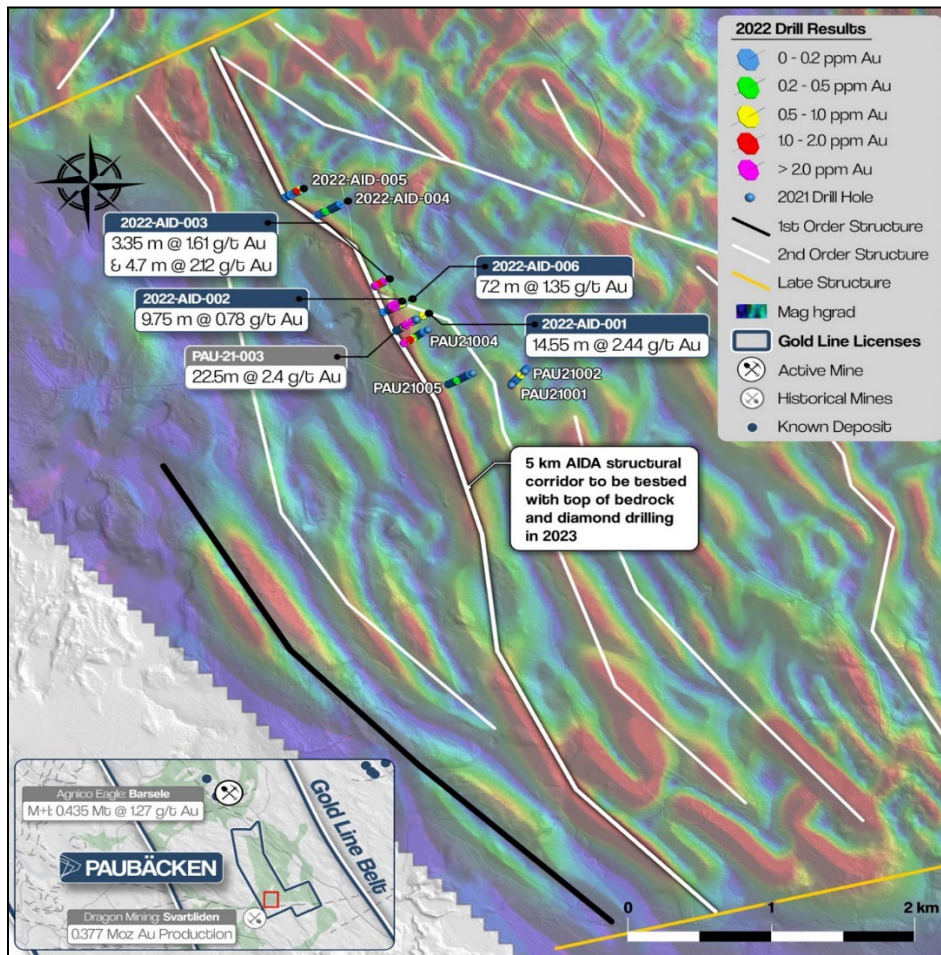 2022 Drill Results
0 - 0.2 ppm Au
0.2 - 0.5 ppm Au
0.5 - 1.0 ppm Au
1.0 - 2.0 ppm Au
> 2.0 ppm Au
2021 Drill Hole
1st Order Structure
2nd Order Structure
Late Structure
Mag hgrad
Gold Line Licenses
Active Mine
Historical Mines
Known Deposit
2022-AID-005
2022-AID-004
2022-AID-003
3.35 m @ 1.61 g/t Au
& 4.7 m @ 2.12 g/t Au
2022-AID-006
7.2 m @ 1.35 g/t Au
2022-AID-002
9.75 m @ 0.78 g/t Au
2022-AID-001
14.55 m @ 2.44 g/t Au
PAU21004
PAU-21-003
22.5m @ 2.4 g/t Au
PAU21005
PAU21002
PAU21001
5 km AIDA structural
corridor to be tested
with top of bedrock
and diamond drilling
in 2023
Agnico Eagle: Barsele
M+I: 0.435 Mt @ 1.27 g/t Au
PAUBÄCKEN
Gold Line Belt
Dragon Mining: Svartliden
0.377 Moz Au Production
0 1 2 km